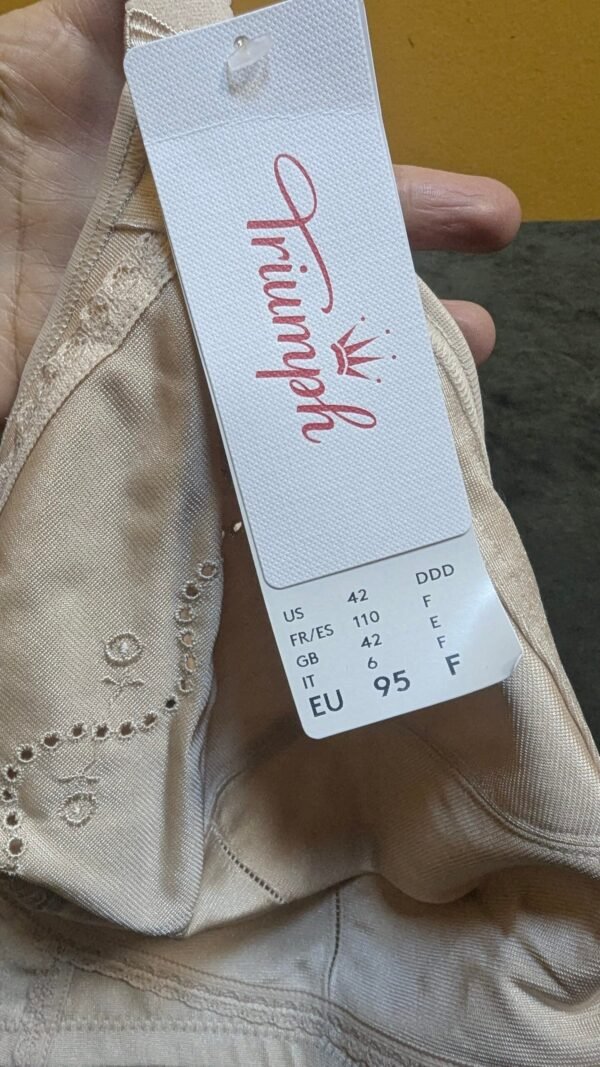 Triumph
US 42 DDD
FR/ES 110 F
GB 42 E
IT 6 F
EU 95 F